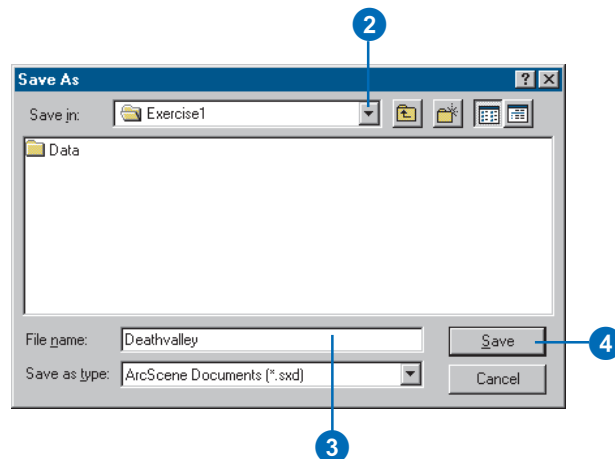 2
Save As
Save in: Exercise1
Data
File name: Deathvalley Save
Save as type: ArcScene Documents (*.sxd) Cancel
4
3